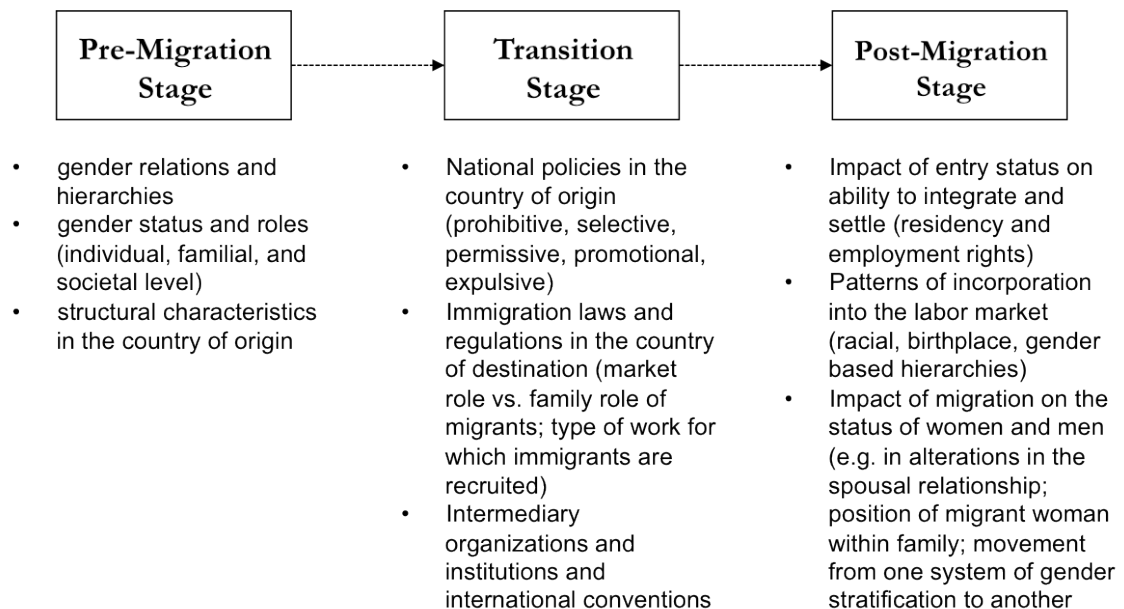 Pre-Migration
Stage
Transition
Stage
Post-Migration
Stage
• gender relations and
hierarchies
• gender status and roles
(individual, familial, and
societal level)
• structural characteristics
in the country of origin
• National policies in the
country of origin
(prohibitive, selective,
permissive, promotional,
expulsive)
• Immigration laws and
regulations in the country
of destination (market
role vs. family role of
migrants; type of work for
which immigrants are
recruited)
• Intermediary
organizations and
institutions and
international conventions
• Impact of entry status on
ability to integrate and
settle (residency and
employment rights)
• Patterns of incorporation
into the labor market
(racial, birthplace, gender
based hierarchies)
• Impact of migration on the
status of women and men
(e.g. in alterations in the
spousal relationship;
position of migrant woman
within family; movement
from one system of gender
stratification to another